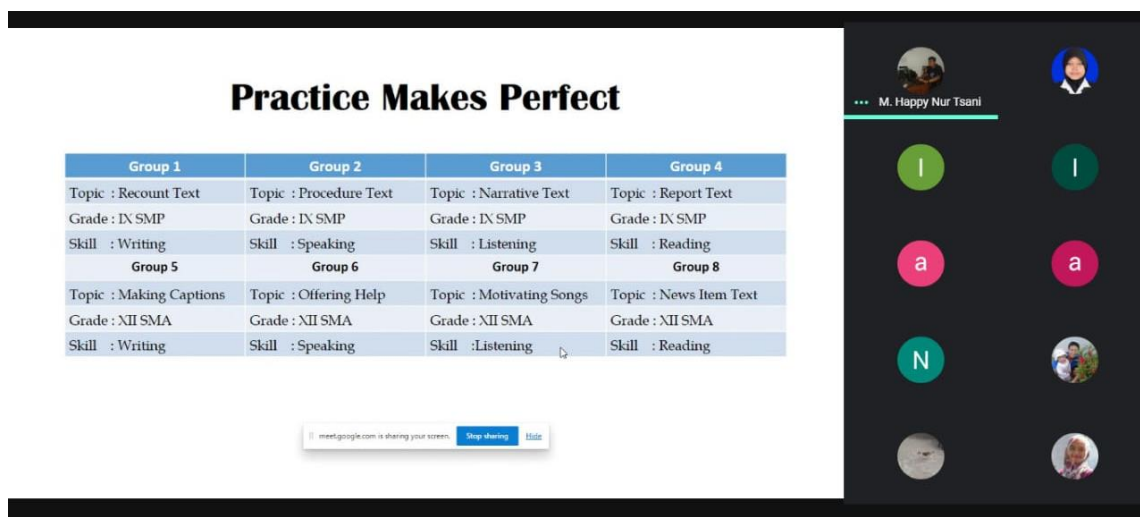 Practice Makes Perfect
Group 1 Group 2 Group 3 Group 4
Topic : Recount Text Topic : Procedure Text Topic : Narrative Text Topic : Report Text
Grade : IX SMP Grade : IX SMP Grade : IX SMP Grade : IX SMP
Skill : Writing Skill : Speaking Skill : Listening Skill : Reading
Group 5 Group 6 Group 7 Group 8
Topic : Making Captions Topic : Offering Help Topic : Motivating Songs Topic : News Item Text
Grade : XII SMA Grade : XII SMA Grade : XII SMA Grade : XII SMA
Skill : Writing Skill : Speaking Skill :Listening Skill : Reading
meet.google.com is sharing your screen. Stop sharing Hide
M. Happy Nur Tsani
I I
a a
N